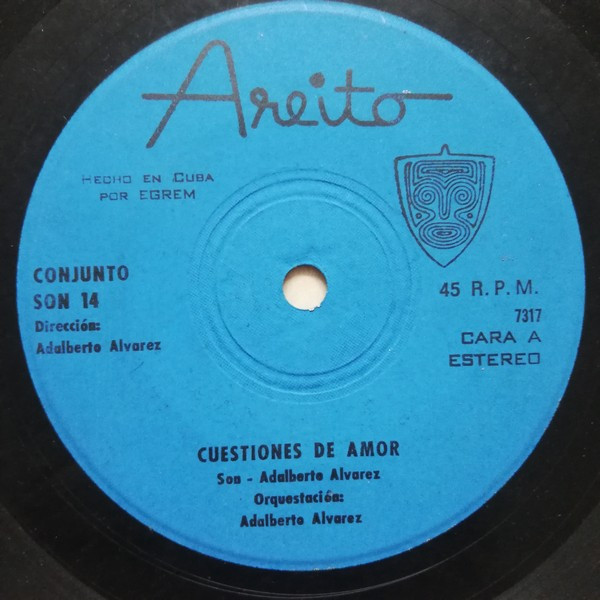 Areito
HECHO EN CUBA
POR EGREM
CONJUNTO
SON 14
Dirección:
Adalberto Alvarez
45 R.P.M.
7317
CARA A
ESTEREO
CUESTIONES DE AMOR
Son - Adalberto Alvarez
Orquestación:
Adalberto Alvarez